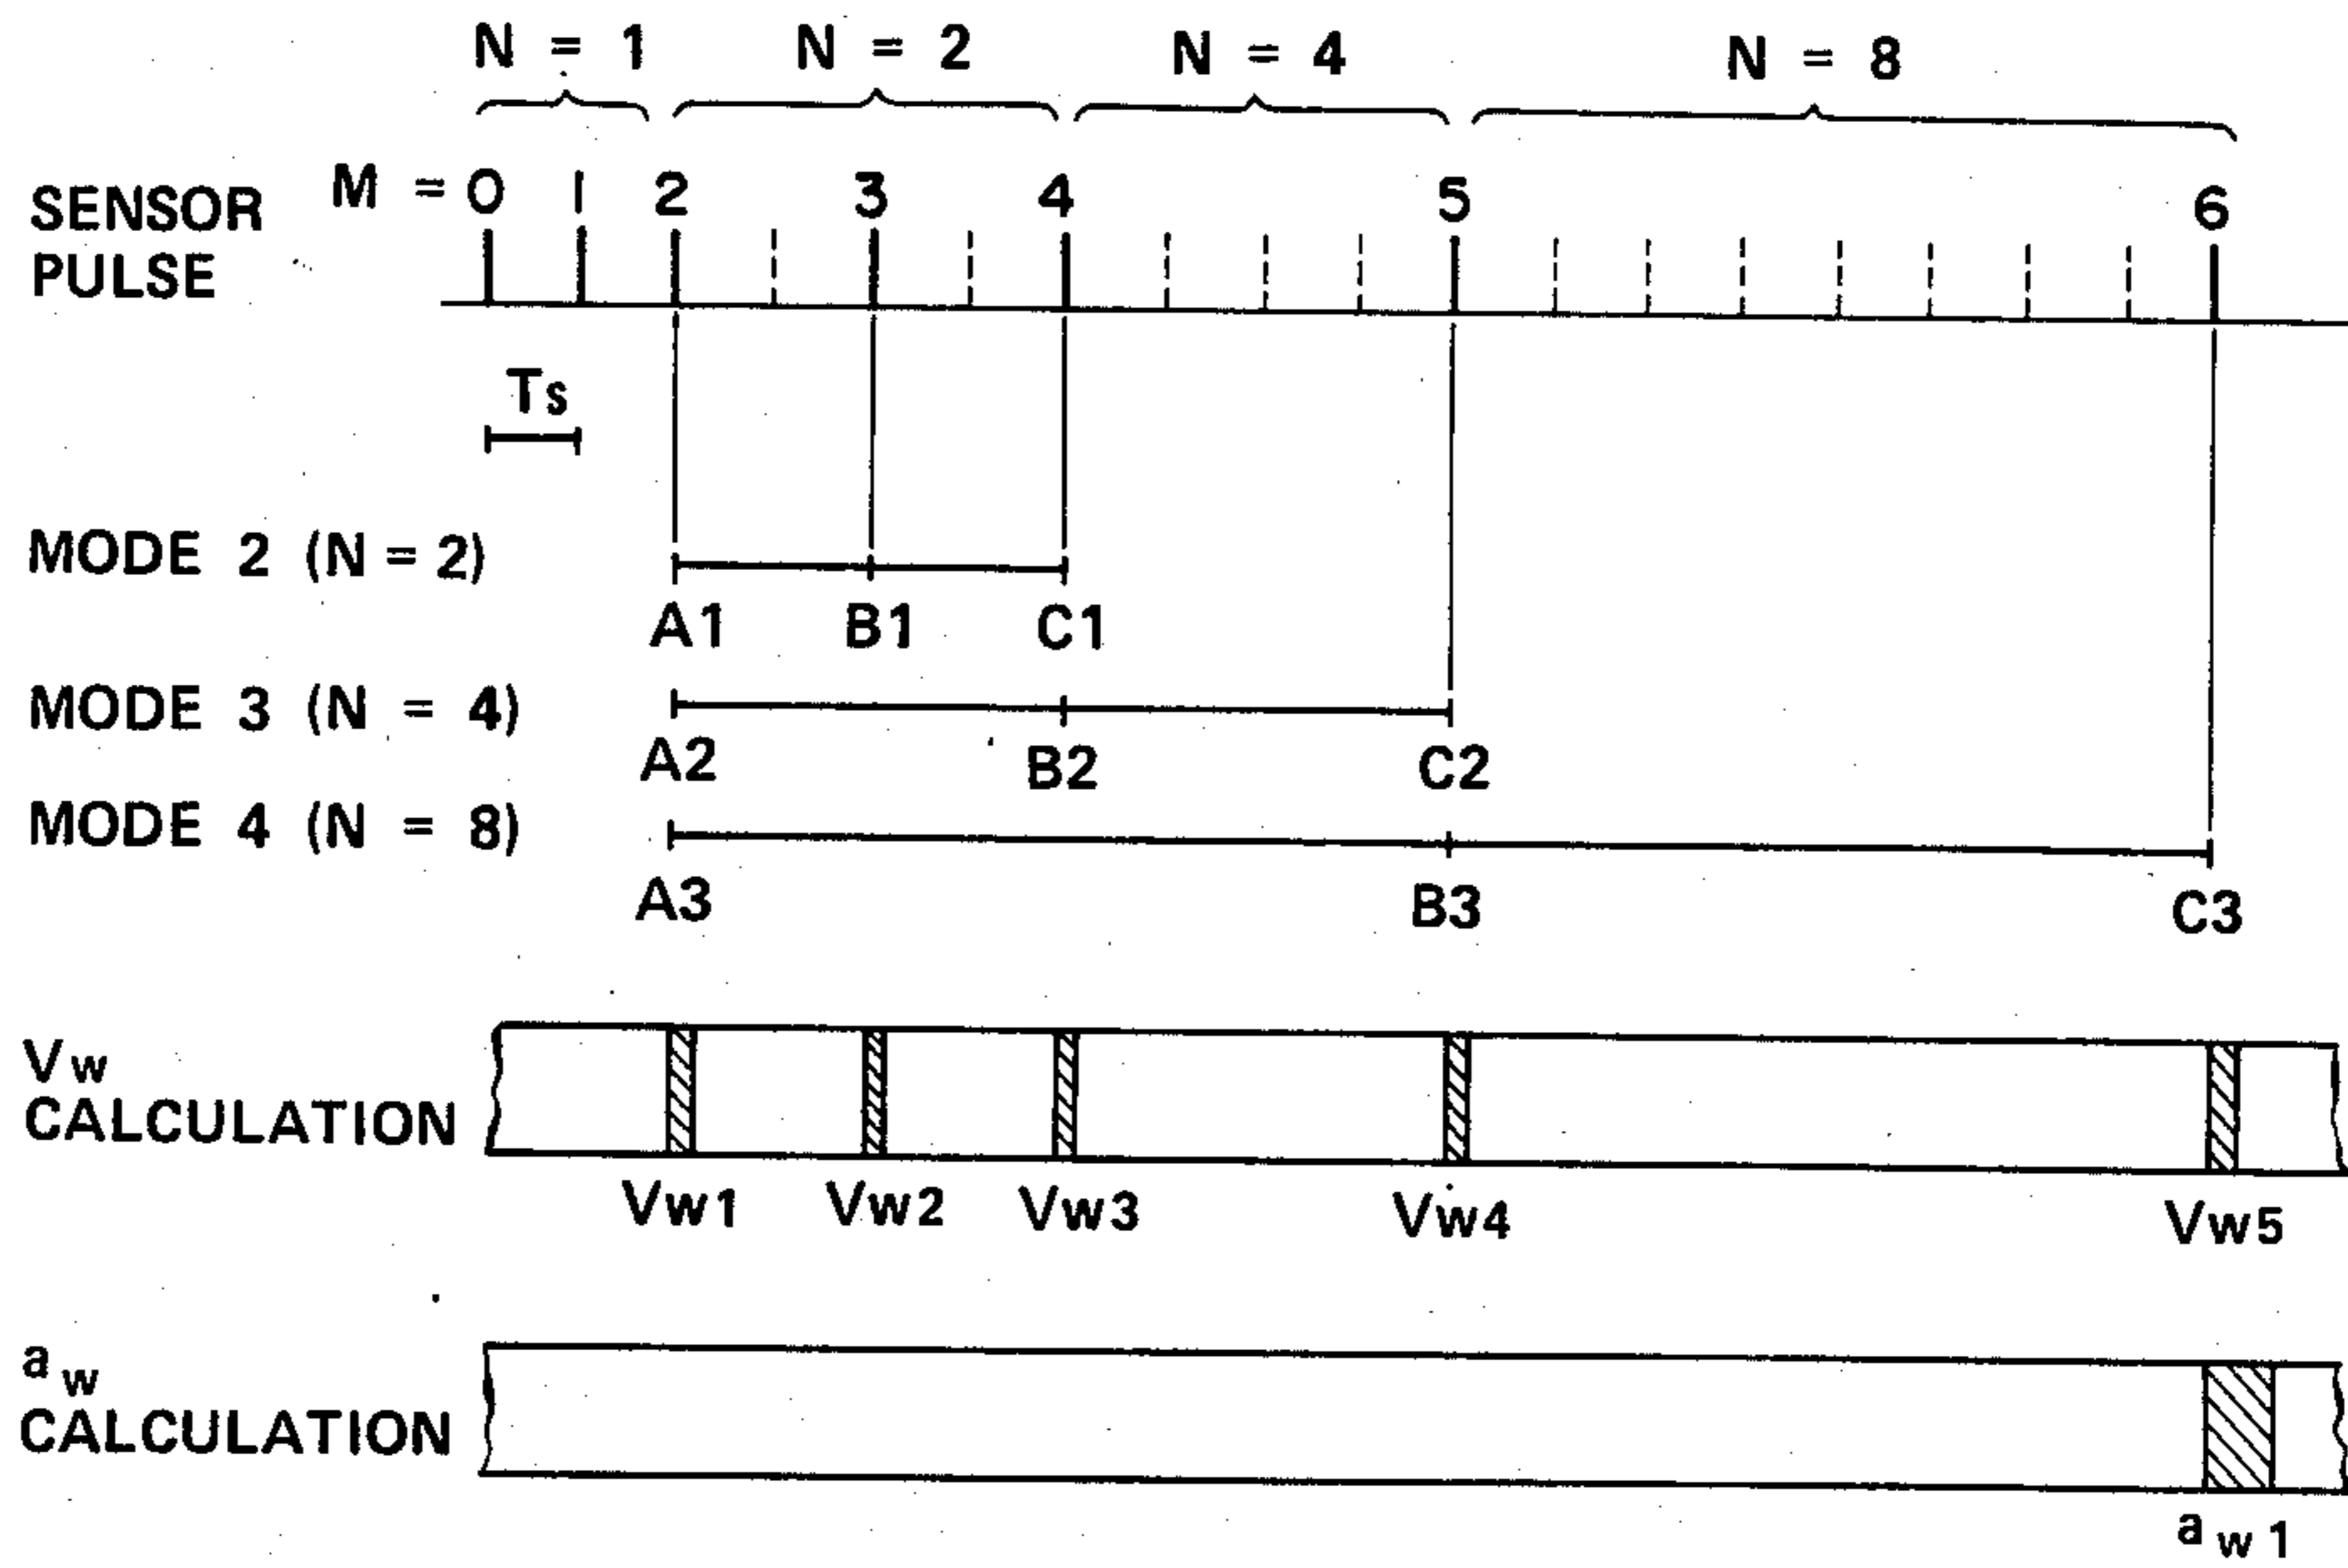 N = 1 N = 2 N = 4 N = 8
M = 0 1 2 3 4 5 6
SENSOR
PULSE
Ts
MODE 2 (N = 2)
A1 B1 C1
MODE 3 (N = 4)
A2 B2 C2
MODE 4 (N = 8)
A3 B3 C3
Vw
CALCULATION
Vw1 Vw2 Vw3 Vw4 Vw5
aw
CALCULATION
aw1